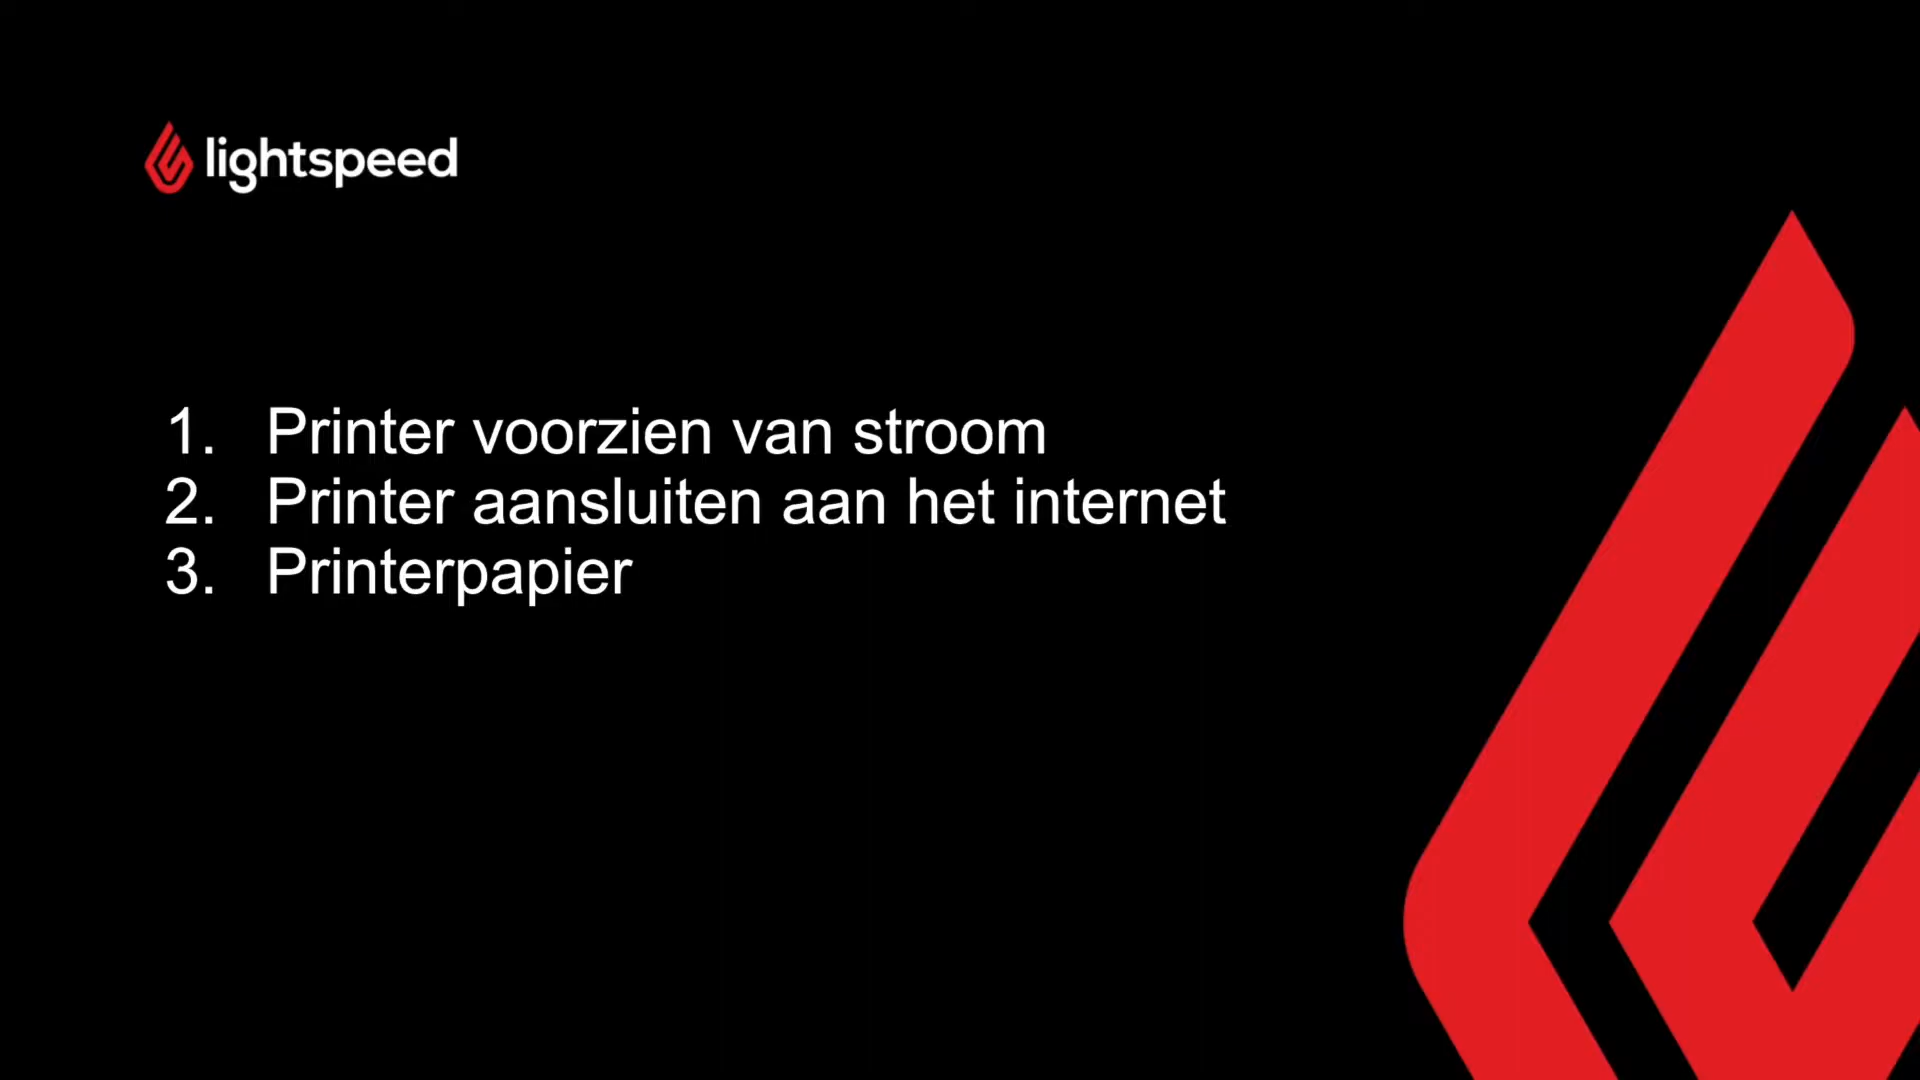 lightspeed
1. Printer voorzien van stroom
2. Printer aansluiten aan het internet
3. Printerpapier